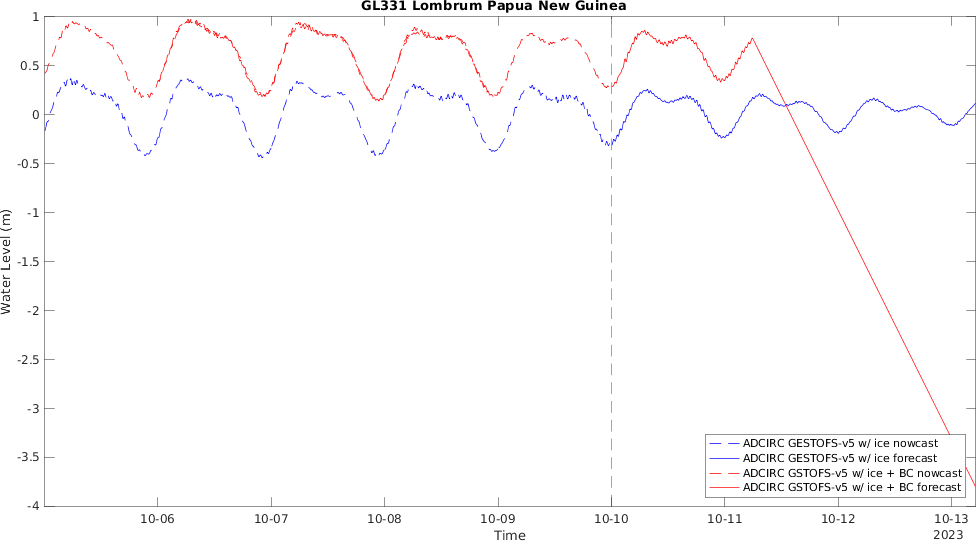 GL331 Lombrum Papua New Guinea
1
0.5
0
-0.5
-1
-1.5
-2
-2.5
-3
-3.5
-4
Water Level (m)
10-06 10-07 10-08 10-09 10-10 10-11 10-12 10-13
2023
Time
ADCIRC GESTOFS-v5 w/ ice nowcast
ADCIRC GESTOFS-v5 w/ ice forecast
ADCIRC GSTOFS-v5 w/ ice + BC nowcast
ADCIRC GSTOFS-v5 w/ ice + BC forecast